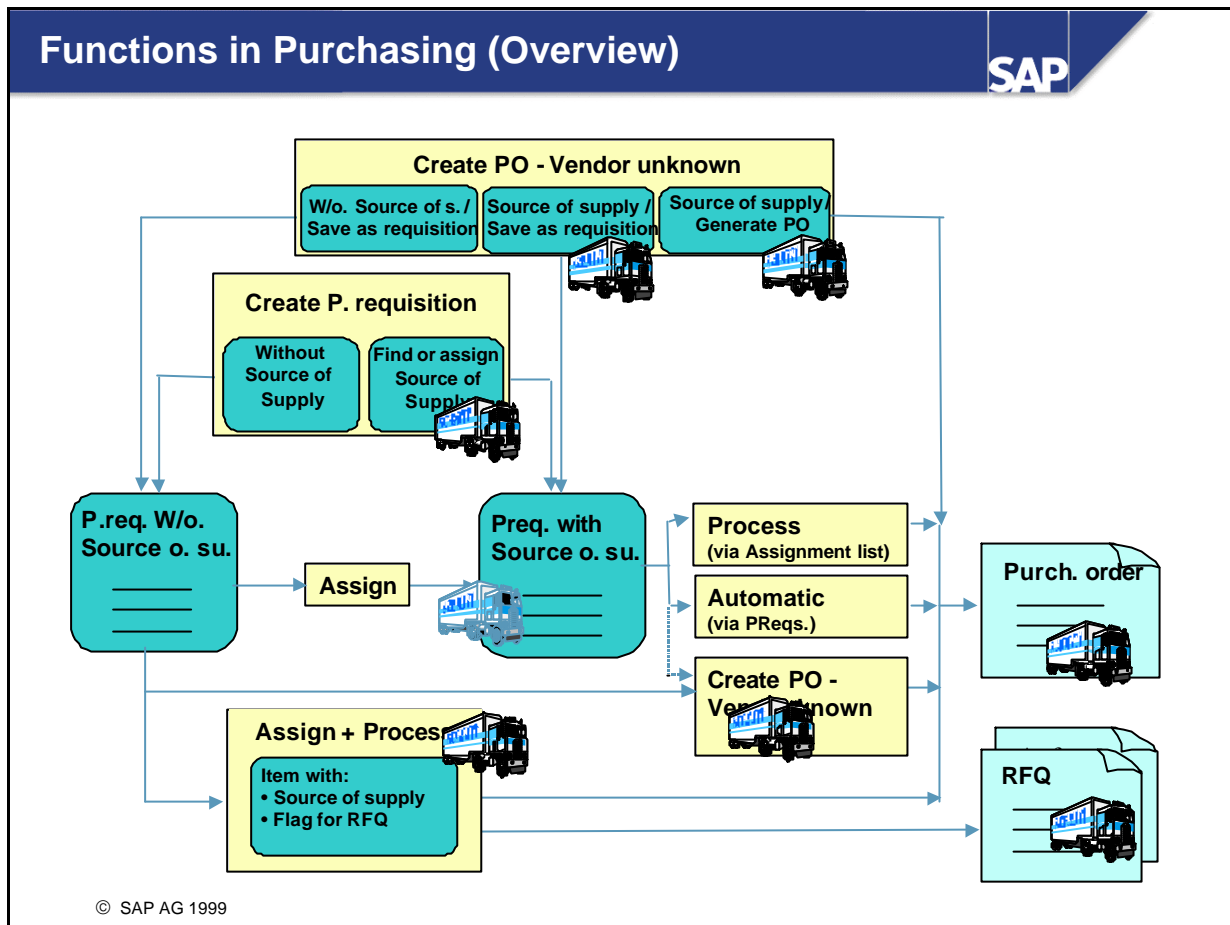 Functions in Purchasing (Overview)
SAP
Create PO - Vendor unknown
W/o. Source of s. /
Save as requisition
Source of supply /
Save as requisition
Source of supply/
Generate PO
Create P. requisition
Without
Source of
Supply
Find or assign
Source of
Supply
P.req. W/o.
Source o. su.
Assign
Preq. with
Source o. su.
Process
(via Assignment list)
Automatic
(via PReqs.)
Create PO -
Purch. order
Assign + Process
Item with:
• Source of supply
• Flag for RFQ
RFQ
© SAP AG 1999